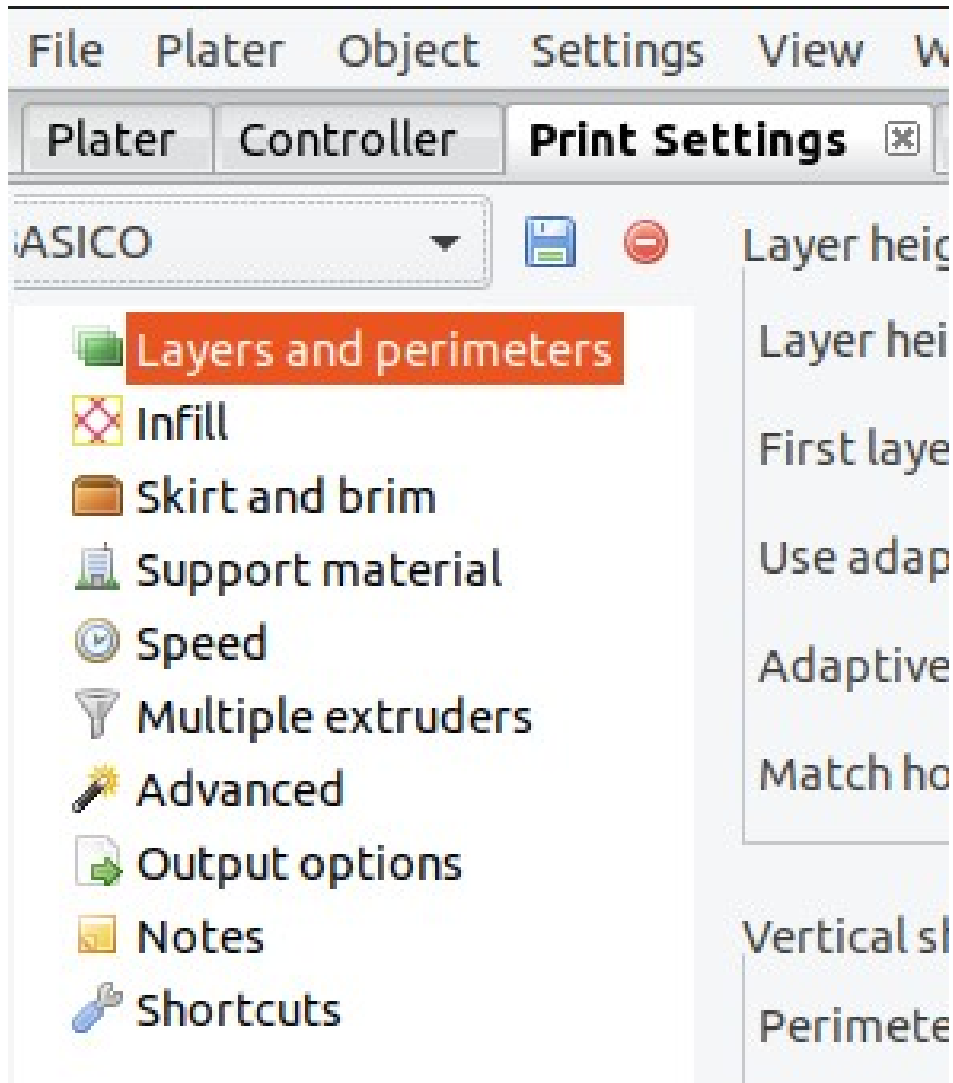 File Plater Object Settings View W
Plater Controller Print Settings
BASICO
Layer heig
Layers and perimeters
Layer hei
Infill
First laye
Skirt and brim
Use adap
Support material
Speed
Adaptive
Multiple extruders
Match ho
Advanced
Output options
Notes
Vertical sh
Shortcuts
Perimete